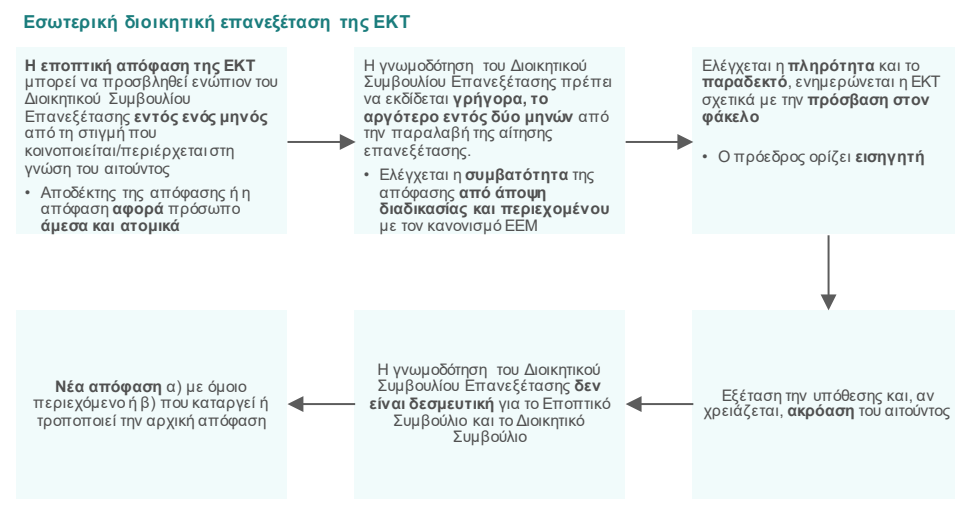 Εσωτερική διοικητική επανεξέταση της ΕΚΤ
Η εποπτική απόφαση της ΕΚΤ
μπορεί να προσβληθεί ενώπιον του
Διοικητικού Συμβουλίου
Επανεξέτασης εντός ενός μηνός
από τη στιγμή που
κοινοποιείται/περιέρχεται στη
γνώση του αιτούντος
• Αποδέκτης της απόφασης ή η
απόφαση αφορά πρόσωπο
άμεσα και ατομικά
Η γνωμοδότηση του Διοικητικού
Συμβουλίου Επανεξέτασης πρέπει
να εκδίδεται γρήγορα, το
αργότερο εντός δύο μηνών από
την παραλαβή της αίτησης
επανεξέτασης.
• Ελέγχεται η συμβατότητα της
απόφασης από άποψη
διαδικασίας και περιεχομένου
με τον κανονισμό ΕΕΜ
Ελέγχεται η πληρότητα και το
παραδεκτό, ενημερώνεται η ΕΚΤ
σχετικά με την πρόσβαση στον
φάκελο
• Ο πρόεδρος ορίζει εισηγητή
Εξέταση την υπόθεσης και, αν
χρειάζεται, ακρόαση του αιτούντος
Η γνωμοδότηση του Διοικητικού
Συμβουλίου Επανεξέτασης δεν
είναι δεσμευτική για το Εποπτικό
Συμβούλιο και το Διοικητικό
Συμβούλιο
Νέα απόφαση α) με όμοιο
περιεχόμενο ή β) που καταργεί ή
τροποποιεί την αρχική απόφαση